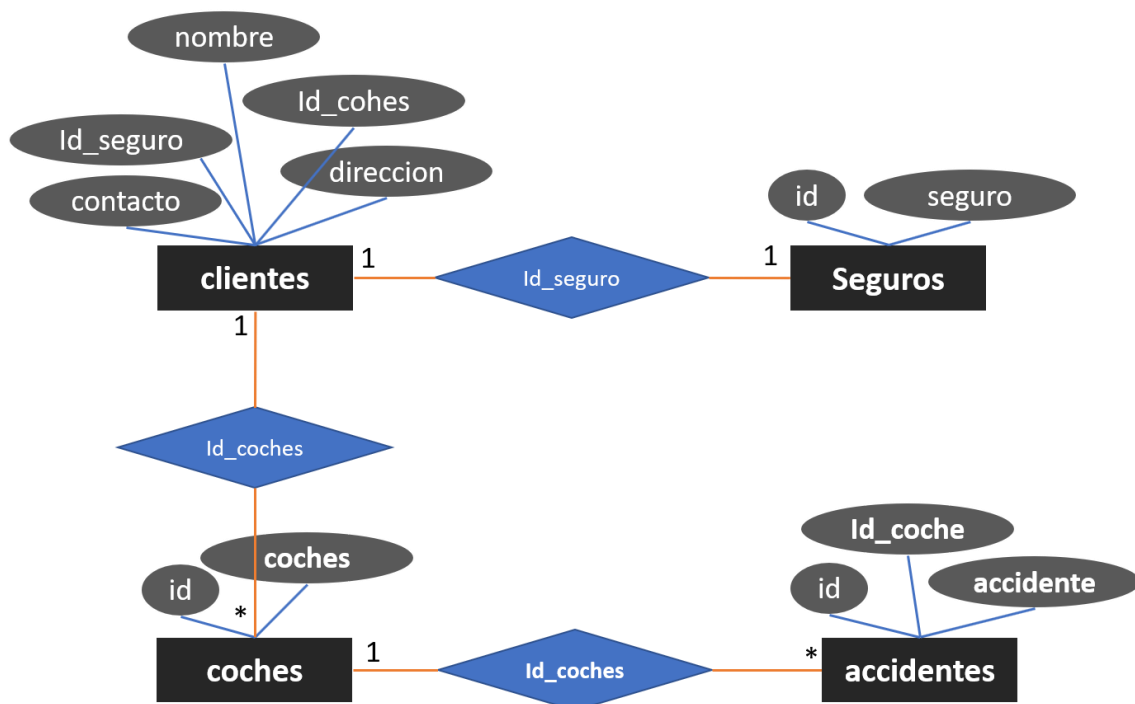 nombre
Id_cohes
Id_seguro
direccion
contacto
id
seguro
clientes
1
Id_seguro
1
Seguros
1
Id_coches
coches
id
*
Id_coche
accidente
id
coches
1
Id_coches
*
accidentes